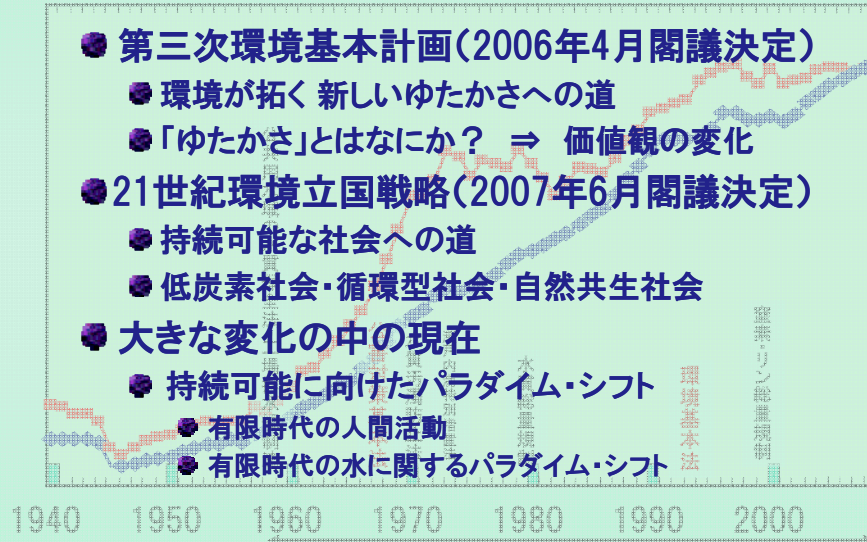 第三次環境基本計画(2006年4月閣議決定)
環境が拓く 新しいゆたかさへの道
「ゆたかさ」とはなにか？ ⇒ 価値観の変化
21世紀環境立国戦略(2007年6月閣議決定)
持続可能な社会への道
低炭素社会・循環型社会・自然共生社会
大きな変化の中の現在
持続可能に向けたパラダイム・シフト
有限時代の人間活動
有限時代の水に関するパラダイム・シフト
環境基本法
窒素・リン総量規制
1940 1950 1960 1970 1980 1990 2000